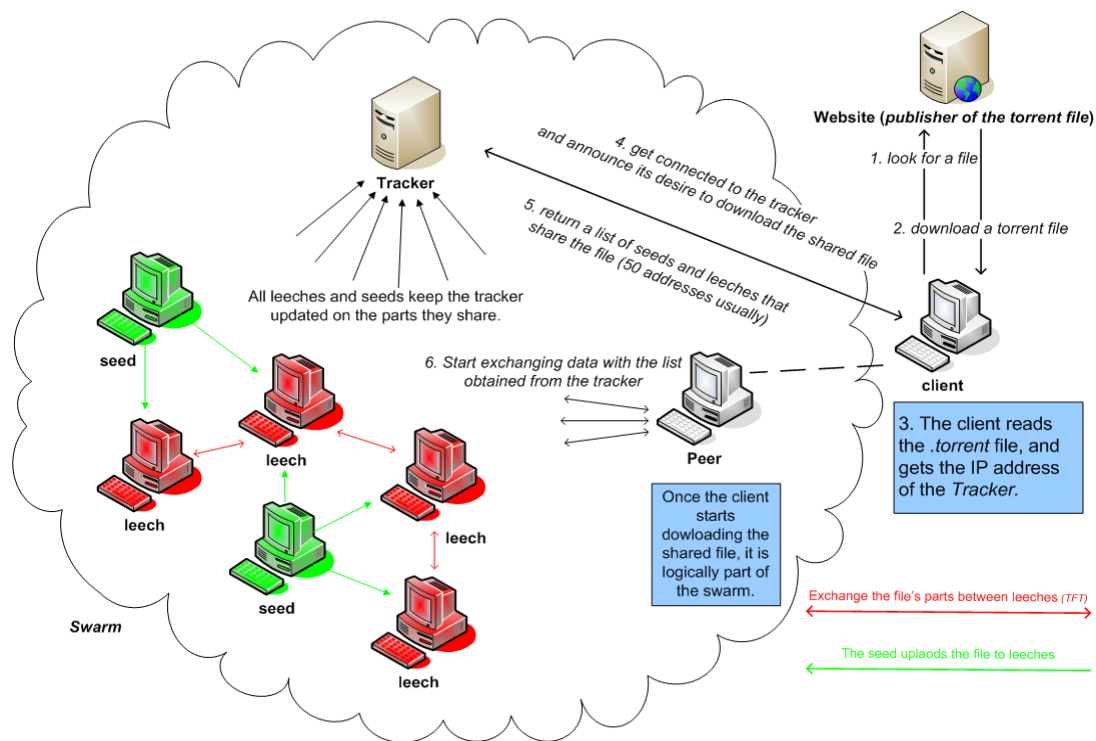 Website (publisher of the torrent file)
1. look for a file
2. download a torrent file
client
3. The client reads
the .torrent file, and
gets the IP address
of the Tracker.
4. get connected to the tracker
and announce its desire to download the shared file
5. return a list of seeds and leeches that
share the file (50 addresses usually)
Tracker
All leeches and seeds keep the tracker
updated on the parts they share.
6. Start exchanging data with the list
obtained from the tracker
Peer
Once the client
starts
dowloading the
shared file, it is
logically part of
the swarm.
seed
leech
leech
leech
seed
leech
Swarm
Exchange the file's parts between leeches (TFT)
The seed uplaods the file to leeches